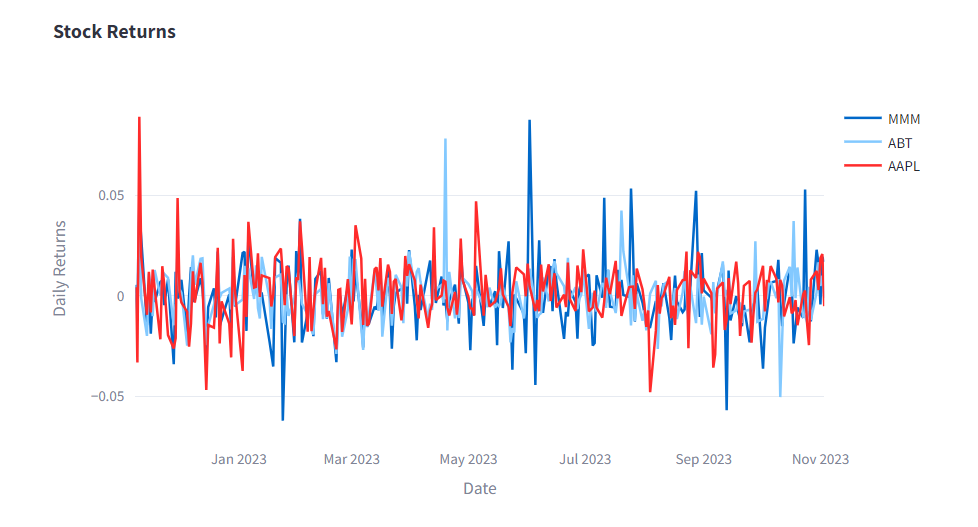 Stock Returns
MMM
ABT
AAPL
Daily Returns
0.05
0
−0.05
Jan 2023
Mar 2023
May 2023
Jul 2023
Sep 2023
Nov 2023
Date